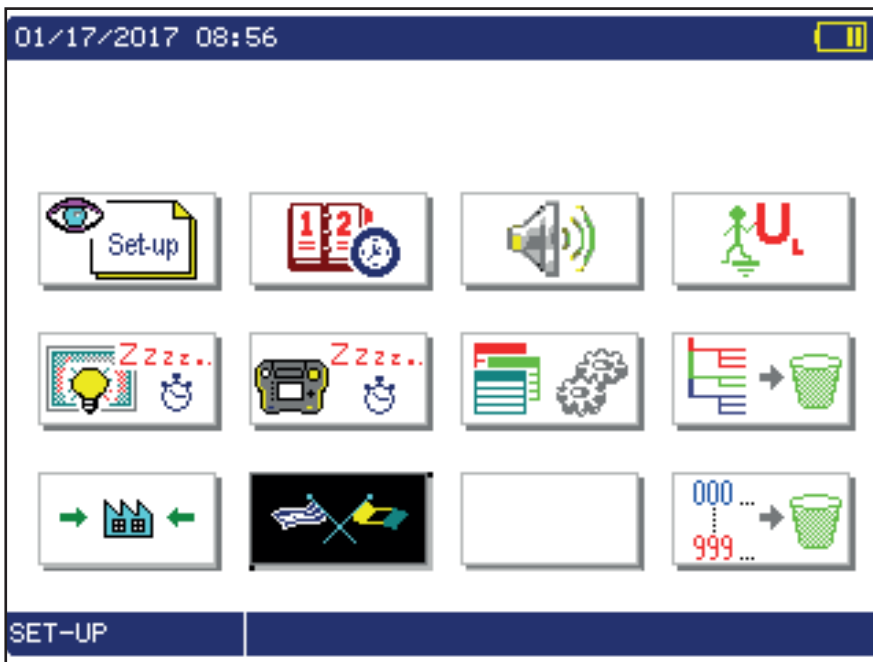 01/17/2017 08:56
Set-up
1 2
U L
Zzzz..
Zzzz..
F
000 ...
999 ...
SET-UP